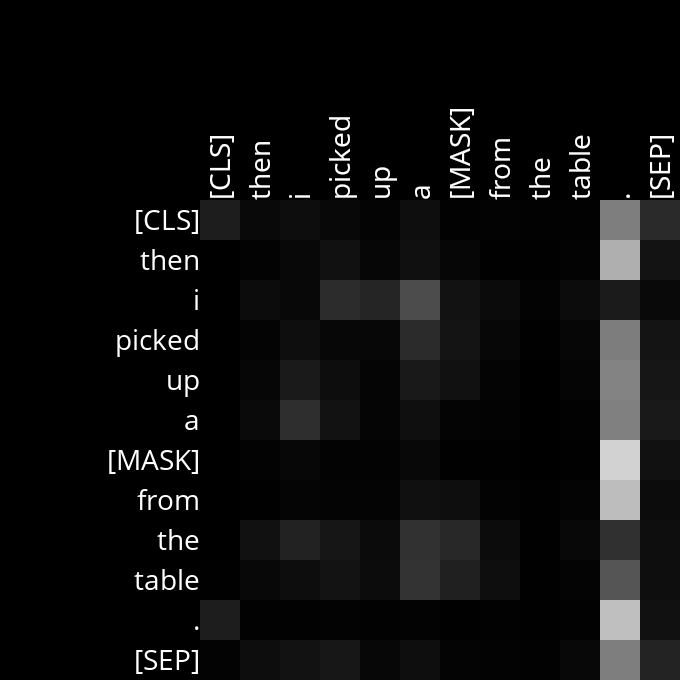 [CLS] then i picked up a [MASK] from the table . [SEP]
[CLS]
then
i
picked
up
a
[MASK]
from
the
table
.
[SEP]